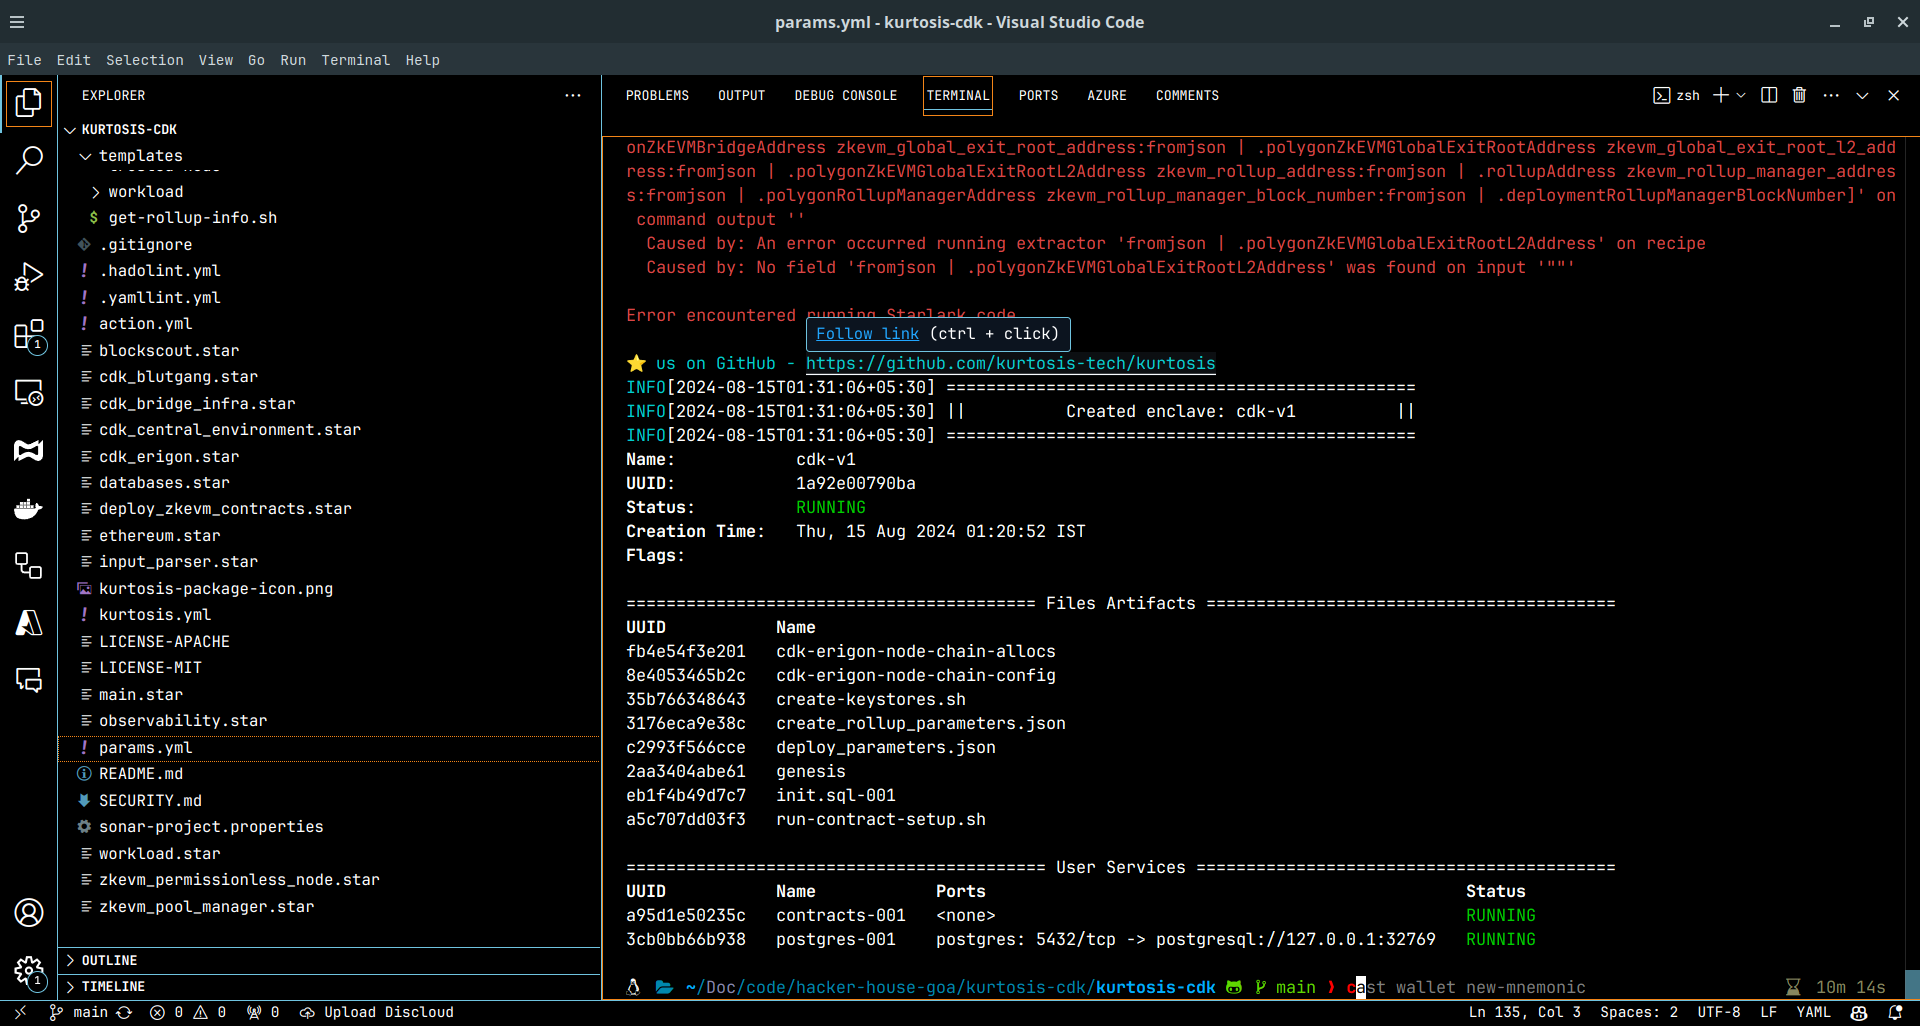 params.yml - kurtosis-cdk - Visual Studio Code
File Edit Selection View Go Run Terminal Help
EXPLORER
KURTOSIS-CDK
templates
workload
$ get-rollup-info.sh
.gitignore
! .hadolint.yml
! .yamllint.yml
! action.yml
blockscout.star
cdk_blutgang.star
cdk_bridge_infra.star
cdk_central_environment.star
cdk_erigon.star
databases.star
deploy_zkevm_contracts.star
ethereum.star
input_parser.star
kurtosis-package-icon.png
! kurtosis.yml
LICENSE-APACHE
LICENSE-MIT
main.star
observability.star
! params.yml
README.md
SECURITY.md
sonar-project.properties
workload.star
zkevm_permissionless_node.star
zkevm_pool_manager.star
OUTLINE
TIMELINE
1
1
PROBLEMS OUTPUT DEBUG CONSOLE TERMINAL PORTS AZURE COMMENTS
zsh
onZkEVMBridgeAddress zkevm_global_exit_root_address:fromjson | .polygonZkEVMGlobalExitRootAddress zkevm_global_exit_root_l2_add
ress:fromjson | .polygonZkEVMGlobalExitRootL2Address zkevm_rollup_address:fromjson | .rollupAddress zkevm_rollup_manager_addres
s:fromjson | .polygonRollupManagerAddress zkevm_rollup_manager_block_number:fromjson | .deploymentRollupManagerBlockNumber]' on
command output ''
Caused by: An error occurred running extractor 'fromjson | .polygonZkEVMGlobalExitRootL2Address' on recipe
Caused by: No field 'fromjson | .polygonZkEVMGlobalExitRootL2Address' was found on input '""'
Error encountered running Starlark code
Follow link (ctrl + click)
⭐ us on GitHub - https://github.com/kurtosis-tech/kurtosis
INFO[2024-08-15T01:31:06+05:30] ===============================================
INFO[2024-08-15T01:31:06+05:30] || Created enclave: cdk-v1 ||
INFO[2024-08-15T01:31:06+05:30] ===============================================
Name: cdk-v1
UUID: 1a92e00790ba
Status: RUNNING
Creation Time: Thu, 15 Aug 2024 01:20:52 IST
Flags:
========================================= Files Artifacts =========================================
UUID Name
fb4e54f3e201 cdk-erigon-node-chain-allocs
8e4053465b2c cdk-erigon-node-chain-config
35b766348643 create-keystores.sh
3176eca9e38c create_rollup_parameters.json
c2993f566cce deploy_parameters.json
2aa3404abe61 genesis
eb1f4b49d7c7 init.sql-001
a5c707dd03f3 run-contract-setup.sh
========================================== User Services ==========================================
UUID Name Ports Status
a95d1e50235c contracts-001 <none> RUNNING
3cb0bb66b938 postgres-001 postgres: 5432/tcp -> postgresql://127.0.0.1:32769 RUNNING
~/Doc/code/hacker-house-goa/kurtosis-cdk/kurtosis-cdk main ❯ cast wallet new-mnemonic 10m 14s
main 0 0 0 Upload Discloud Ln 135, Col 3 Spaces: 2 UTF-8 LF YAML